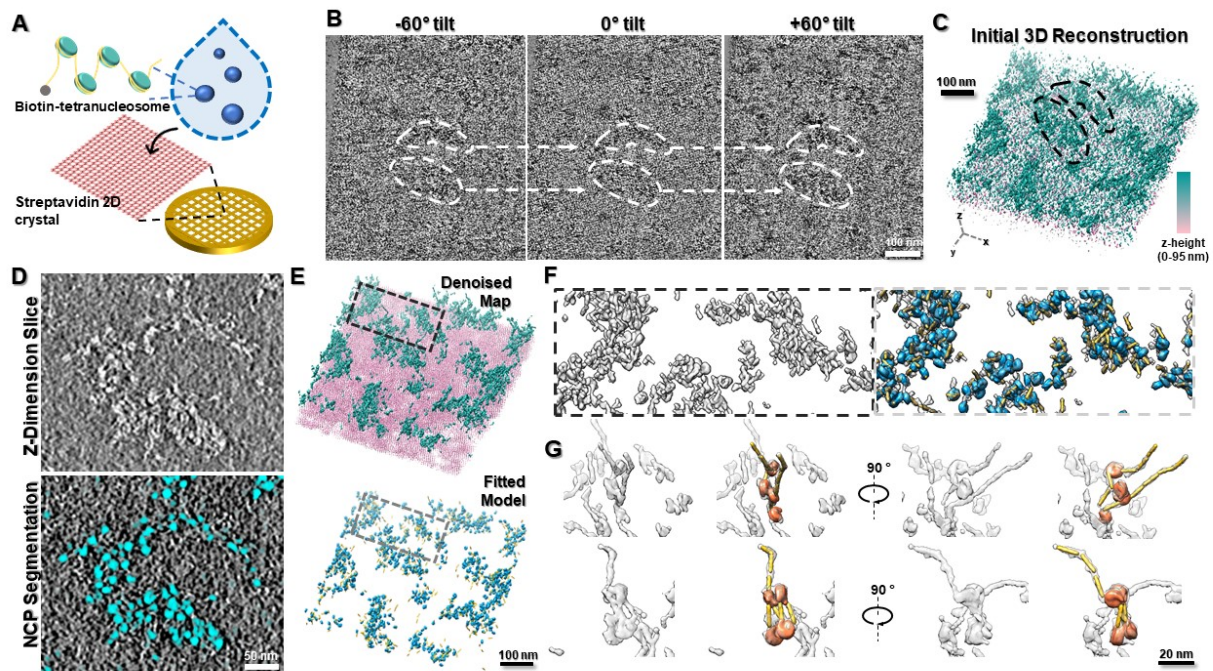 A
Biotin-tetranucleosome
Streptavidin 2D
crystal
B
-60° tilt
0° tilt
+60° tilt
100 nm
C
Initial 3D Reconstruction
100 nm
z
y
x
z-height
(0-95 nm)
D
Z-Dimension Slice
NCP Segmentation
50 nm
E
Denoised
Map
Fitted
Model
100 nm
F
G
90 °
90 °
20 nm